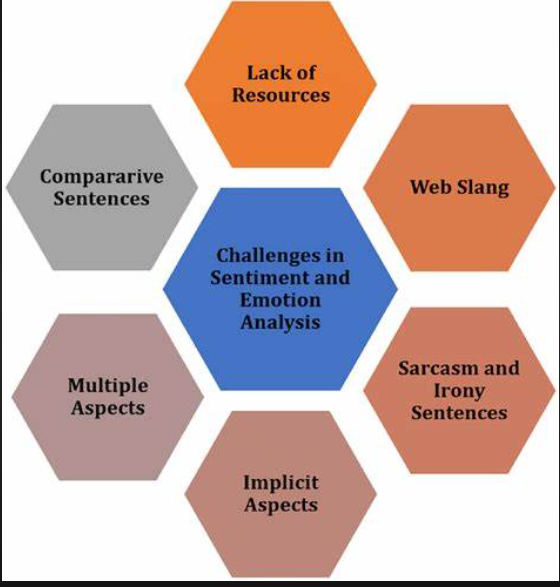 Lack of
Resources
Compararive
Sentences
Web Slang
Challenges in
Sentiment and
Emotion
Analysis
Multiple
Aspects
Sarcasm and
Irony
Sentences
Implicit
Aspects